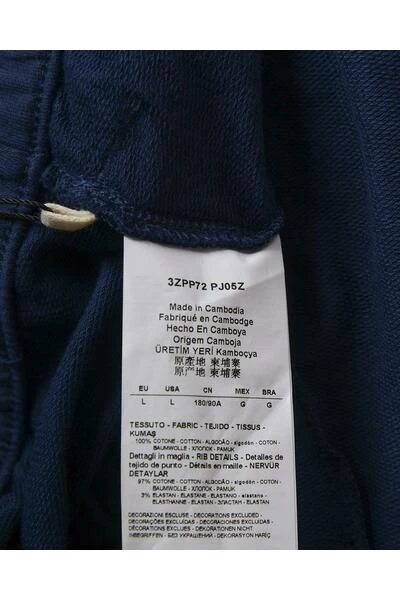 3ZPP72 PJ05Z
Made in Cambodia
Fabriqué en Cambodge
Hecho En Camboya
Origem Camboja
ÜRETİM YERİ Kamboçya
原產地 柬埔寨
原产地 柬埔寨
EU USA CN MEX BRA
L L 180/90A G G
TESSUTO - FABRIC - TEJIDO - TISSUS -
KUMAŞ
100% COTONE - COTTON - ALGODÃO - algodón - COTON -
BAUMWOLLE - ХЛОПОК - PAMUK
Dettagli in maglia - RIB DETAILS - Detalles de
tejido de punto - Détails en maille - NERVÜR
DETAYLAR
97% COTONE - COTTON - ALGODÃO - algodón - COTON -
BAUMWOLLE - ХЛОПОК - PAMUK
3% ELASTAN - ELASTANE - ELASTANO - elastano -
ELASTHANNE - ELASTHAN - ЭЛАСТАН - ELASTAN
DECORAZIONI ESCLUSE - DECORATION EXCLUDED -
DECORAÇÕES EXCLUÍDAS - DECORACIONES EXCLUIDAS -
DÉCORATIONS EXCLUES - DEKORATIONEN NICHT
INBEGRIFFEN - БЕЗ УКРАШЕНИЙ - DEKORASYON HARİÇ